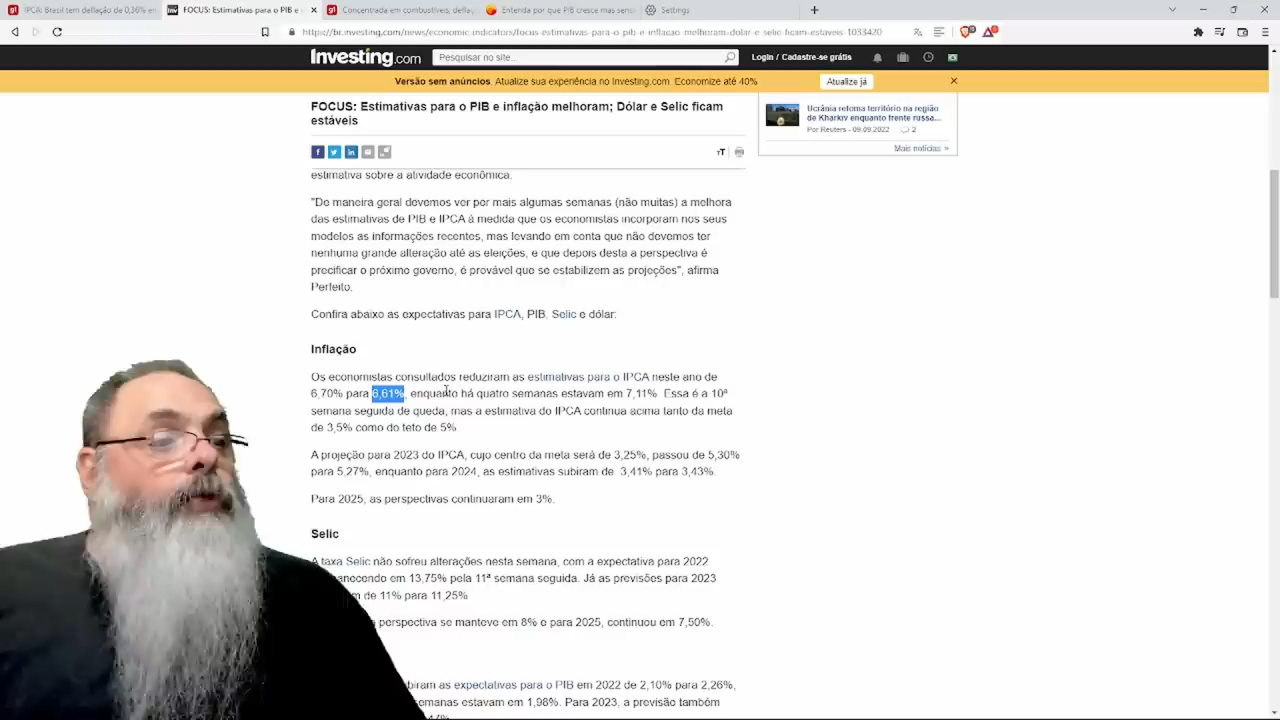 IPCA: Brasil tem deflação de 0,36% em
FOCUS: Estimativas para o PIB e
Concentrada em combustíveis, deflaç
Entenda por que PIB cresce mas sens
Settings
https://br.investing.com/news/economic-indicators/focus-estimativas-para-o-pib-e-inflacao-melhoram-dolar-e-selic-ficam-estaveis-1033420
Investing.com
Pesquisar no site...
Login / Cadastre-se grátis
Versão sem anúncios. Atualize sua experiência no Investing.com. Economize até 40%
Atualize já
FOCUS: Estimativas para o PIB e inflação melhoram; Dólar e Selic ficam
estáveis
Ucrânia retoma território na região
de Kharkiv enquanto frente russa...
Por Reuters - 09.09.2022
2
Mais notícias »
estimativa sobre a atividade econômica.
"De maneira geral devemos ver por mais algumas semanas (não muitas) a melhora
das estimativas de PIB e IPCA à medida que os economistas incorporam nos seus
modelos as informações recentes, mas levando em conta que não devemos ter
nenhuma grande alteração até as eleições, e que depois desta a perspectiva é
precificar o próximo governo, é provável que se estabilizem as projeções", afirma
Perfeito.
Confira abaixo as expectativas para IPCA, PIB, Selic e dólar:
Inflação
Os economistas consultados reduziram as estimativas para o IPCA neste ano de
6,70% para 6,61%, enquanto há quatro semanas estavam em 7,11%. Essa é a 10ª
semana seguida de queda, mas a estimativa do IPCA continua acima tanto da meta
de 3,5% como do teto de 5%
A projeção para 2023 do IPCA, cujo centro da meta será de 3,25%, passou de 5,30%
para 5,27%, enquanto para 2024, as estimativas subiram de 3,41% para 3,43%.
Para 2025, as perspectivas continuaram em 3%.
Selic
A taxa Selic não sofreu alterações nesta semana, com a expectativa para 2022
anecendo em 13,75% pela 11ª semana seguida. Já as previsões para 2023
m de 11% para 11,25%
perspectiva se manteve em 8% e para 2025, continuou em 7,50%.
biram as expectativas para o PIB em 2022 de 2,10% para 2,26%,
emanas estavam em 1,98%. Para 2023, a previsão também